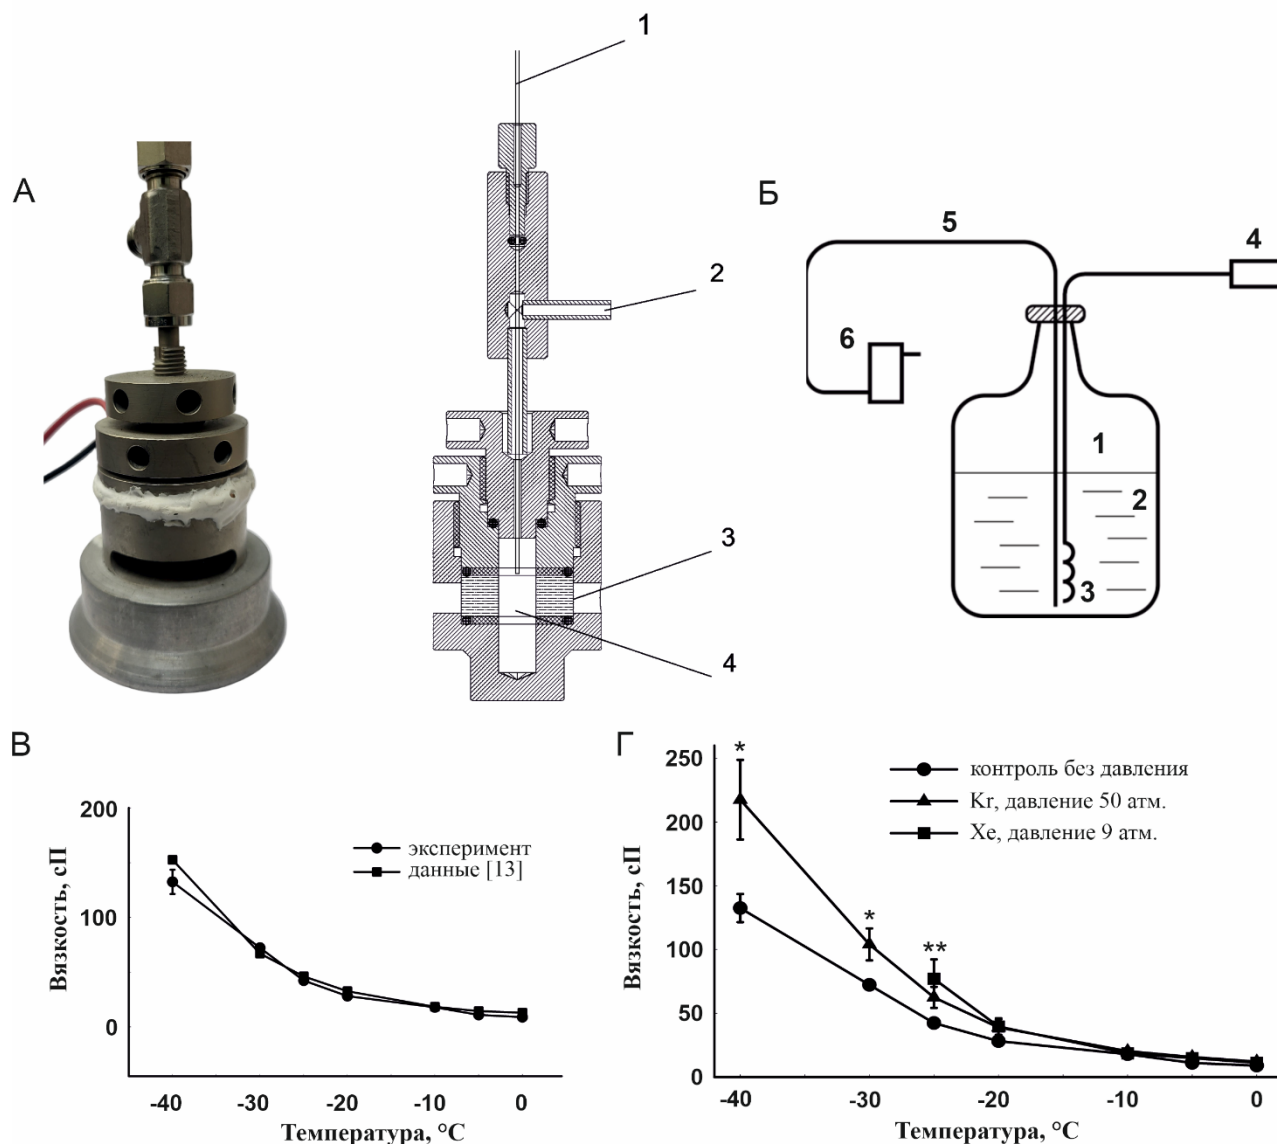 1
А
Б
5
4
2
6
1
2
3
3
4
В
Г
200
100
0
Вязкость, сП
эксперимент
данные [13]
-40
-30
-20
-10
0
Температура, °C
250
200
150
100
50
0
Вязкость, сП
*
*
**
контроль без давления
Kr, давление 50 атм.
Xe, давление 9 атм.
-40
-30
-20
-10
0
Температура, °C